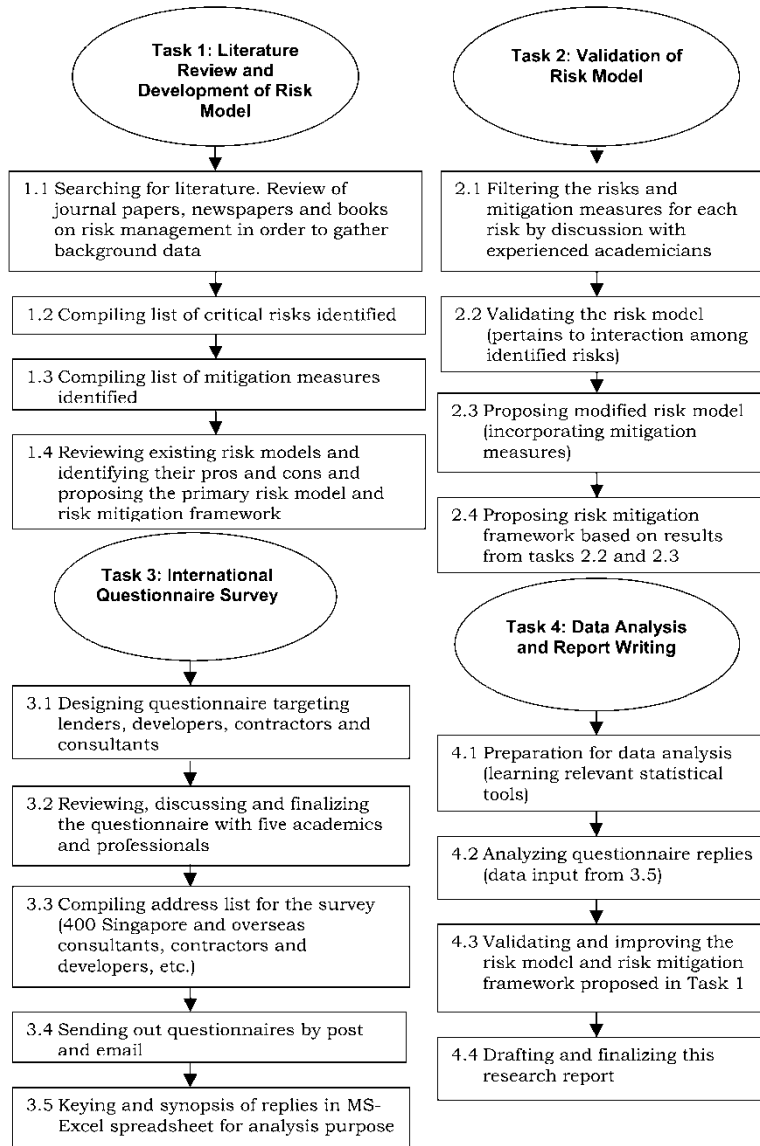 Task 1: Literature
Review and
Development of Risk
Model
1.1 Searching for literature. Review of
journal papers, newspapers and books
on risk management in order to gather
background data
1.2 Compiling list of critical risks identified
1.3 Compiling list of mitigation measures
identified
1.4 Reviewing existing risk models and
identifying their pros and cons and
proposing the primary risk model and
risk mitigation framework
Task 2: Validation of
Risk Model
2.1 Filtering the risks and
mitigation measures for each
risk by discussion with
experienced academicians
2.2 Validating the risk model
(pertains to interaction among
identified risks)
2.3 Proposing modified risk model
(incorporating mitigation
measures)
2.4 Proposing risk mitigation
framework based on results
from tasks 2.2 and 2.3
Task 3: International
Questionnaire Survey
3.1 Designing questionnaire targeting
lenders, developers, contractors and
consultants
3.2 Reviewing, discussing and finalizing
the questionnaire with five academics
and professionals
3.3 Compiling address list for the survey
(400 Singapore and overseas
consultants, contractors and
developers, etc.)
3.4 Sending out questionnaires by post
and email
3.5 Keying and synopsis of replies in MS-
Excel spreadsheet for analysis purpose
Task 4: Data Analysis
and Report Writing
4.1 Preparation for data analysis
(learning relevant statistical
tools)
4.2 Analyzing questionnaire replies
(data input from 3.5)
4.3 Validating and improving the
risk model and risk mitigation
framework proposed in Task 1
4.4 Drafting and finalizing this
research report